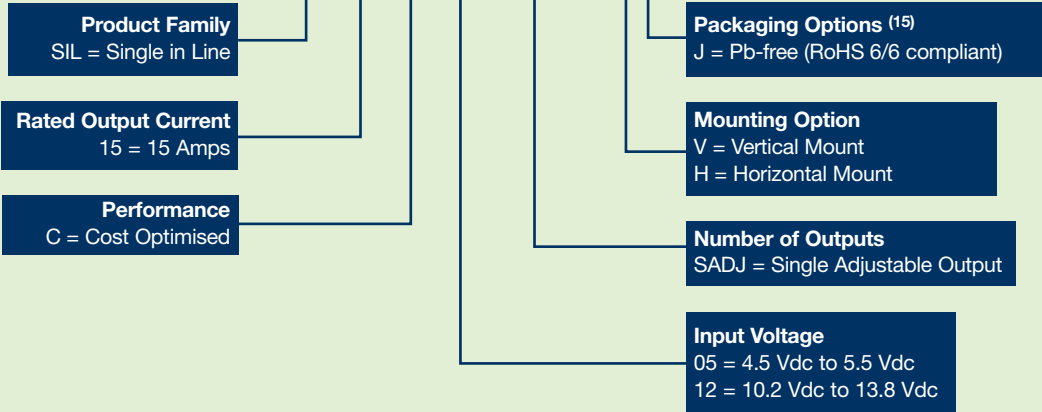 Product Family
SIL = Single in Line
Rated Output Current
15 = 15 Amps
Performance
C = Cost Optimised
Packaging Options (15)
J = Pb-free (RoHS 6/6 compliant)
Mounting Option
V = Vertical Mount
H = Horizontal Mount
Number of Outputs
SADJ = Single Adjustable Output
Input Voltage
05 = 4.5 Vdc to 5.5 Vdc
12 = 10.2 Vdc to 13.8 Vdc